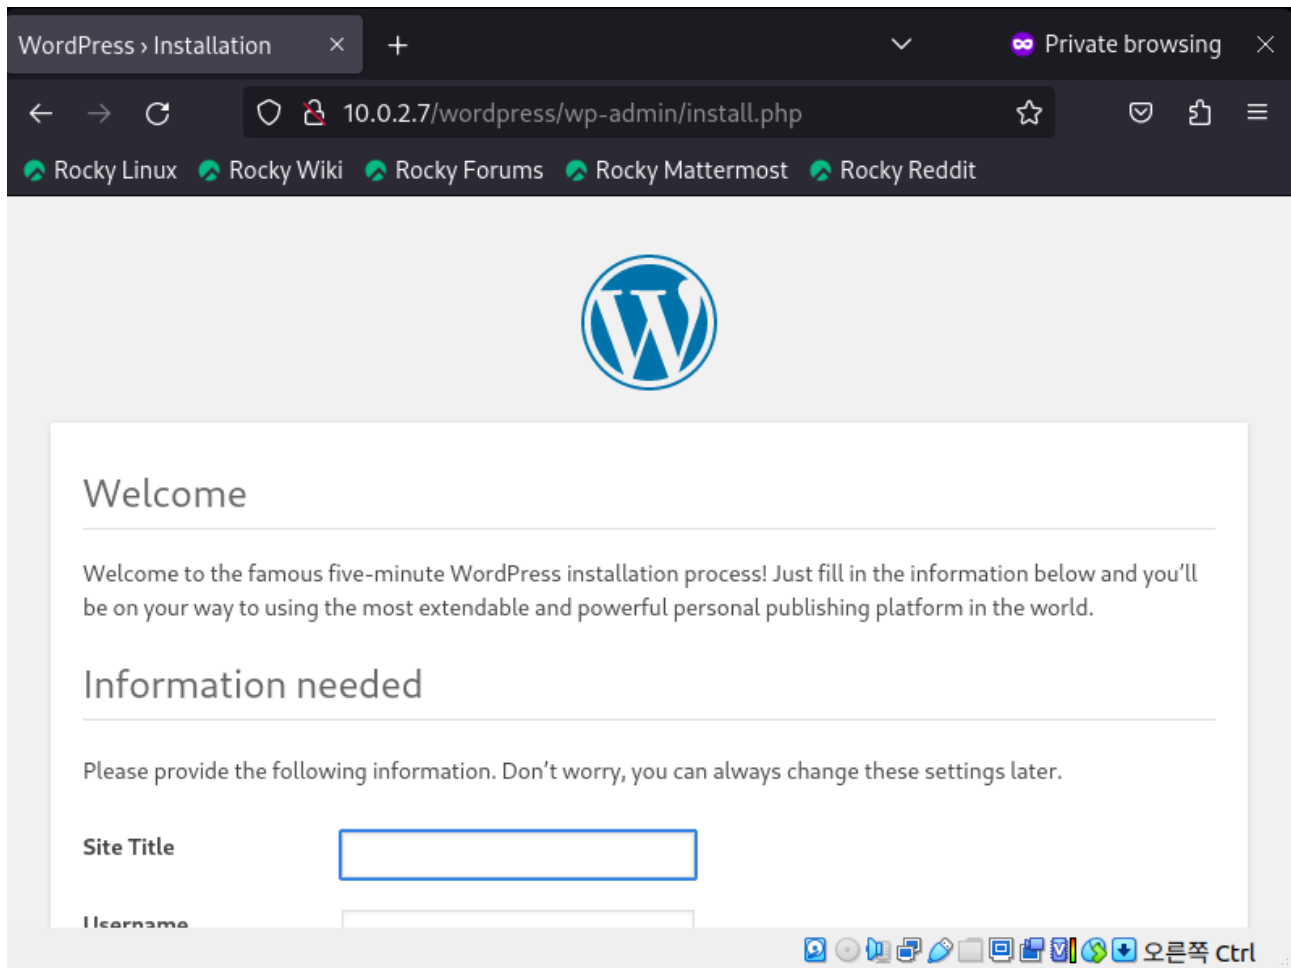 WordPress › Installation
Private browsing
10.0.2.7/wordpress/wp-admin/install.php
Rocky Linux Rocky Wiki Rocky Forums Rocky Mattermost Rocky Reddit
Welcome
Welcome to the famous five-minute WordPress installation process! Just fill in the information below and you’ll
be on your way to using the most extendable and powerful personal publishing platform in the world.
Information needed
Please provide the following information. Don’t worry, you can always change these settings later.
Site Title
Username
오른쪽 Ctrl